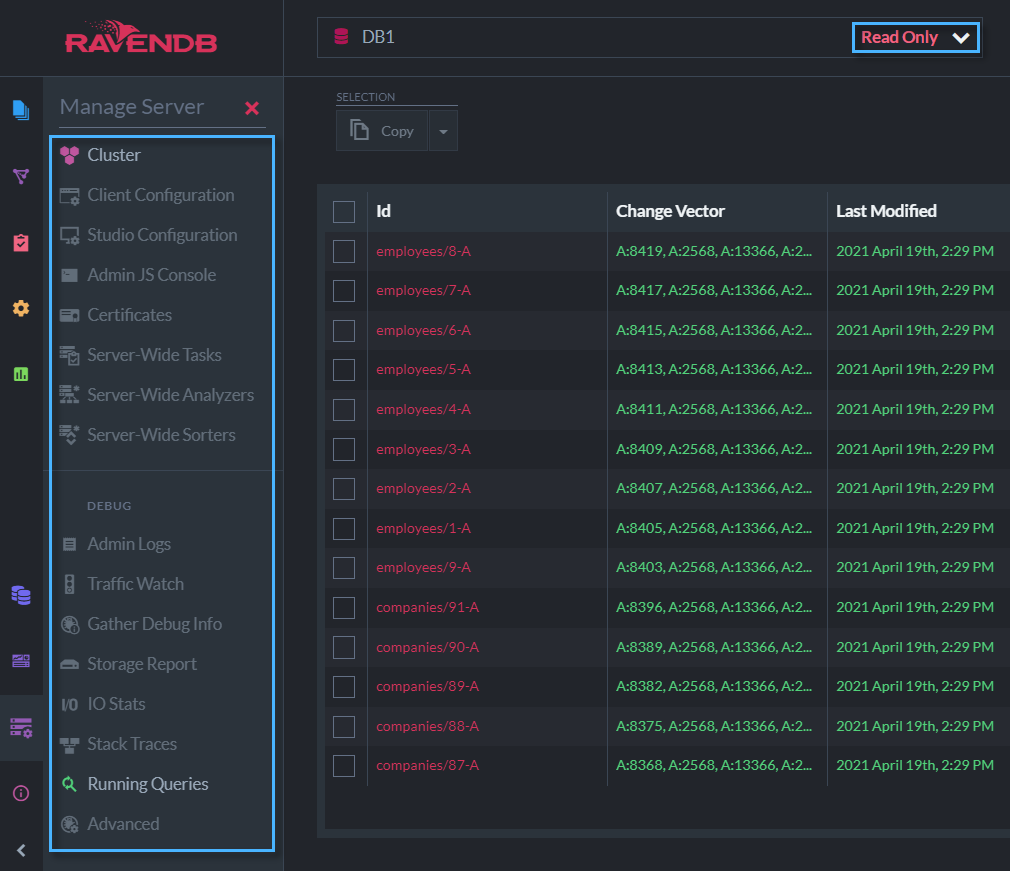 RAVENDB
DB1
Read Only
Manage Server
Cluster
Client Configuration
Studio Configuration
Admin JS Console
Certificates
Server-Wide Tasks
Server-Wide Analyzers
Server-Wide Sorters
DEBUG
Admin Logs
Traffic Watch
Gather Debug Info
Storage Report
I/O IO Stats
Stack Traces
Running Queries
Advanced
SELECTION
Copy
Id Change Vector Last Modified
employees/8-A A:8419, A:2568, A:13366, A:2... 2021 April 19th, 2:29 PM
employees/7-A A:8417, A:2568, A:13366, A:2... 2021 April 19th, 2:29 PM
employees/6-A A:8415, A:2568, A:13366, A:2... 2021 April 19th, 2:29 PM
employees/5-A A:8413, A:2568, A:13366, A:2... 2021 April 19th, 2:29 PM
employees/4-A A:8411, A:2568, A:13366, A:2... 2021 April 19th, 2:29 PM
employees/3-A A:8409, A:2568, A:13366, A:2... 2021 April 19th, 2:29 PM
employees/2-A A:8407, A:2568, A:13366, A:2... 2021 April 19th, 2:29 PM
employees/1-A A:8405, A:2568, A:13366, A:2... 2021 April 19th, 2:29 PM
employees/9-A A:8403, A:2568, A:13366, A:2... 2021 April 19th, 2:29 PM
companies/91-A A:8396, A:2568, A:13366, A:2... 2021 April 19th, 2:29 PM
companies/90-A A:8389, A:2568, A:13366, A:2... 2021 April 19th, 2:29 PM
companies/89-A A:8382, A:2568, A:13366, A:2... 2021 April 19th, 2:29 PM
companies/88-A A:8375, A:2568, A:13366, A:2... 2021 April 19th, 2:29 PM
companies/87-A A:8368, A:2568, A:13366, A:2... 2021 April 19th, 2:29 PM